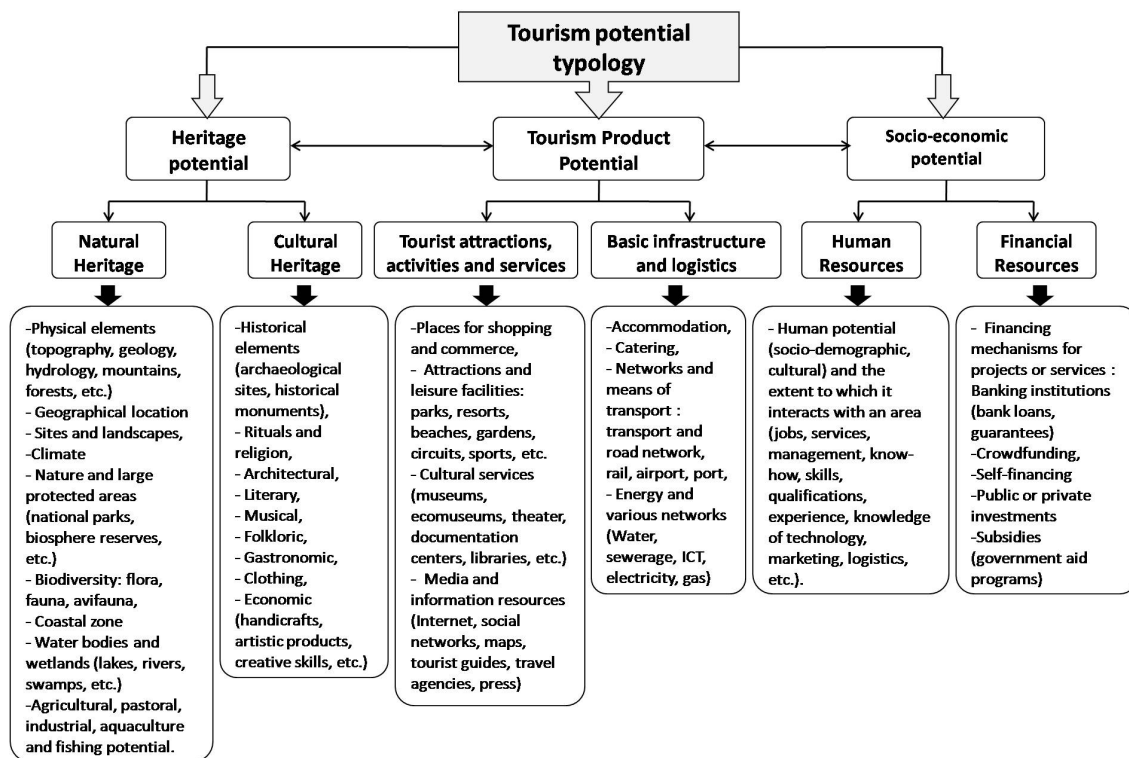 Tourism potential
typology
Heritage
potential
Tourism Product
Potential
Socio-economic
potential
Natural
Heritage
Cultural
Heritage
Tourist attractions,
activities and services
Basic infrastructure
and logistics
Human
Resources
Financial
Resources
-Physical elements
(topography, geology,
hydrology, mountains,
forests, etc.)
- Geographical location
- Sites and landscapes,
-Climate
- Nature and large
protected areas
(national parks,
biosphere reserves,
etc.)
- Biodiversity: flora,
fauna, avifauna,
- Coastal zone
- Water bodies and
wetlands (lakes, rivers,
swamps, etc.)
-Agricultural, pastoral,
industrial, aquaculture
and fishing potential.
-Historical
elements
(archaeological
sites, historical
monuments),
- Rituals and
religion,
- Architectural,
- Literary,
- Musical,
- Folkloric,
- Gastronomic,
- Clothing,
- Economic
(handicrafts,
artistic products,
creative skills, etc.)
-Places for shopping
and commerce,
- Attractions and
leisure facilities:
parks, resorts,
beaches, gardens,
circuits, sports, etc.
- Cultural services
(museums,
ecomuseums, theater,
documentation
centers, libraries, etc.)
- Media and
information resources
(Internet, social
networks, maps,
tourist guides, travel
agencies, press)
-Accommodation,
- Catering,
- Networks and
means of
transport :
transport and
road network,
rail, airport, port,
- Energy and
various networks
(Water,
sewerage, ICT,
electricity, gas)
- Human potential
(socio-demographic,
cultural) and the
extent to which it
interacts with an area
(jobs, services,
management, know-
how, skills,
qualifications,
experience, knowledge
of technology,
marketing, logistics,
etc.).
- Financing
mechanisms for
projects or services :
Banking institutions
(bank loans,
guarantees)
-Crowdfunding,
-Self-financing
-Public or private
investments
-Subsidies
(government aid
programs)